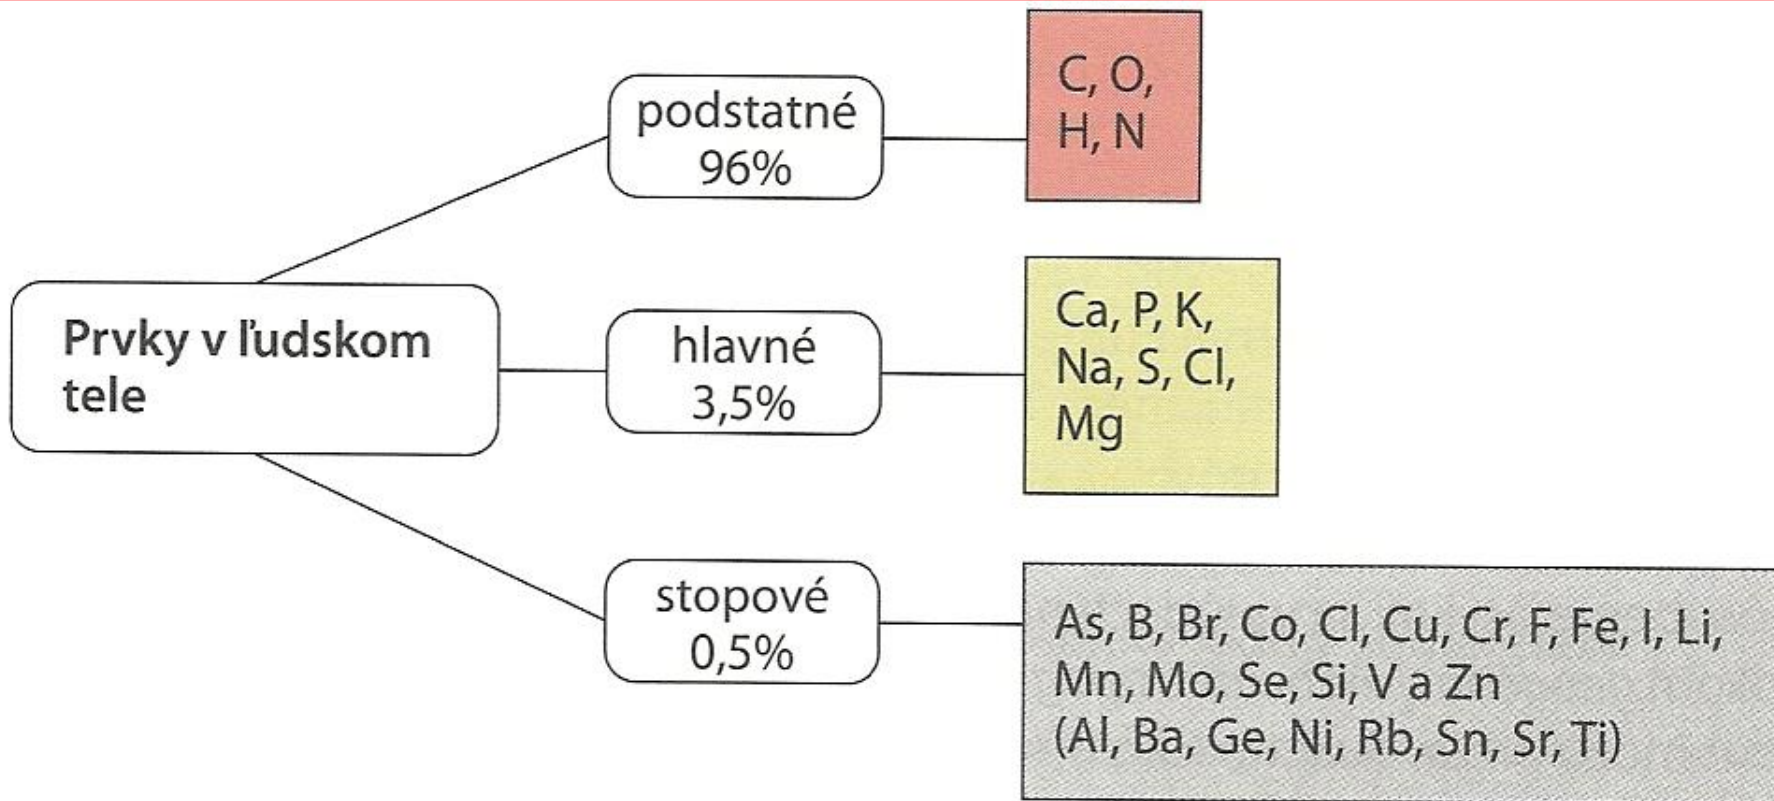 Prvky v ľudskom
tele
podstatné
96%
C, O,
H, N
hlavné
3,5%
Ca, P, K,
Na, S, Cl,
Mg
stopové
0,5%
As, B, Br, Co, Cl, Cu, Cr, F, Fe, I, Li,
Mn, Mo, Se, Si, V a Zn
(Al, Ba, Ge, Ni, Rb, Sn, Sr, Ti)